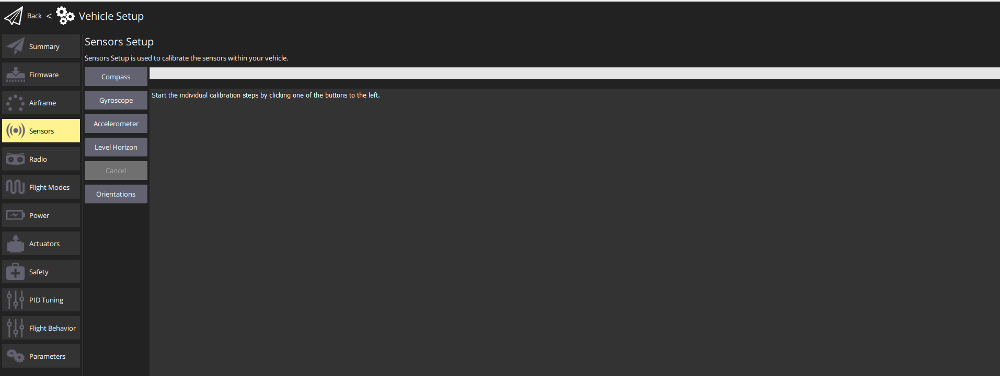 Back < Vehicle Setup
Summary
Firmware
Airframe
Sensors
Radio
Flight Modes
Power
Actuators
Safety
PID Tuning
Flight Behavior
Parameters
Sensors Setup
Sensors Setup is used to calibrate the sensors within your vehicle.
Compass
Gyroscope
Accelerometer
Level Horizon
Cancel
Orientations
Start the individual calibration steps by clicking one of the buttons to the left.